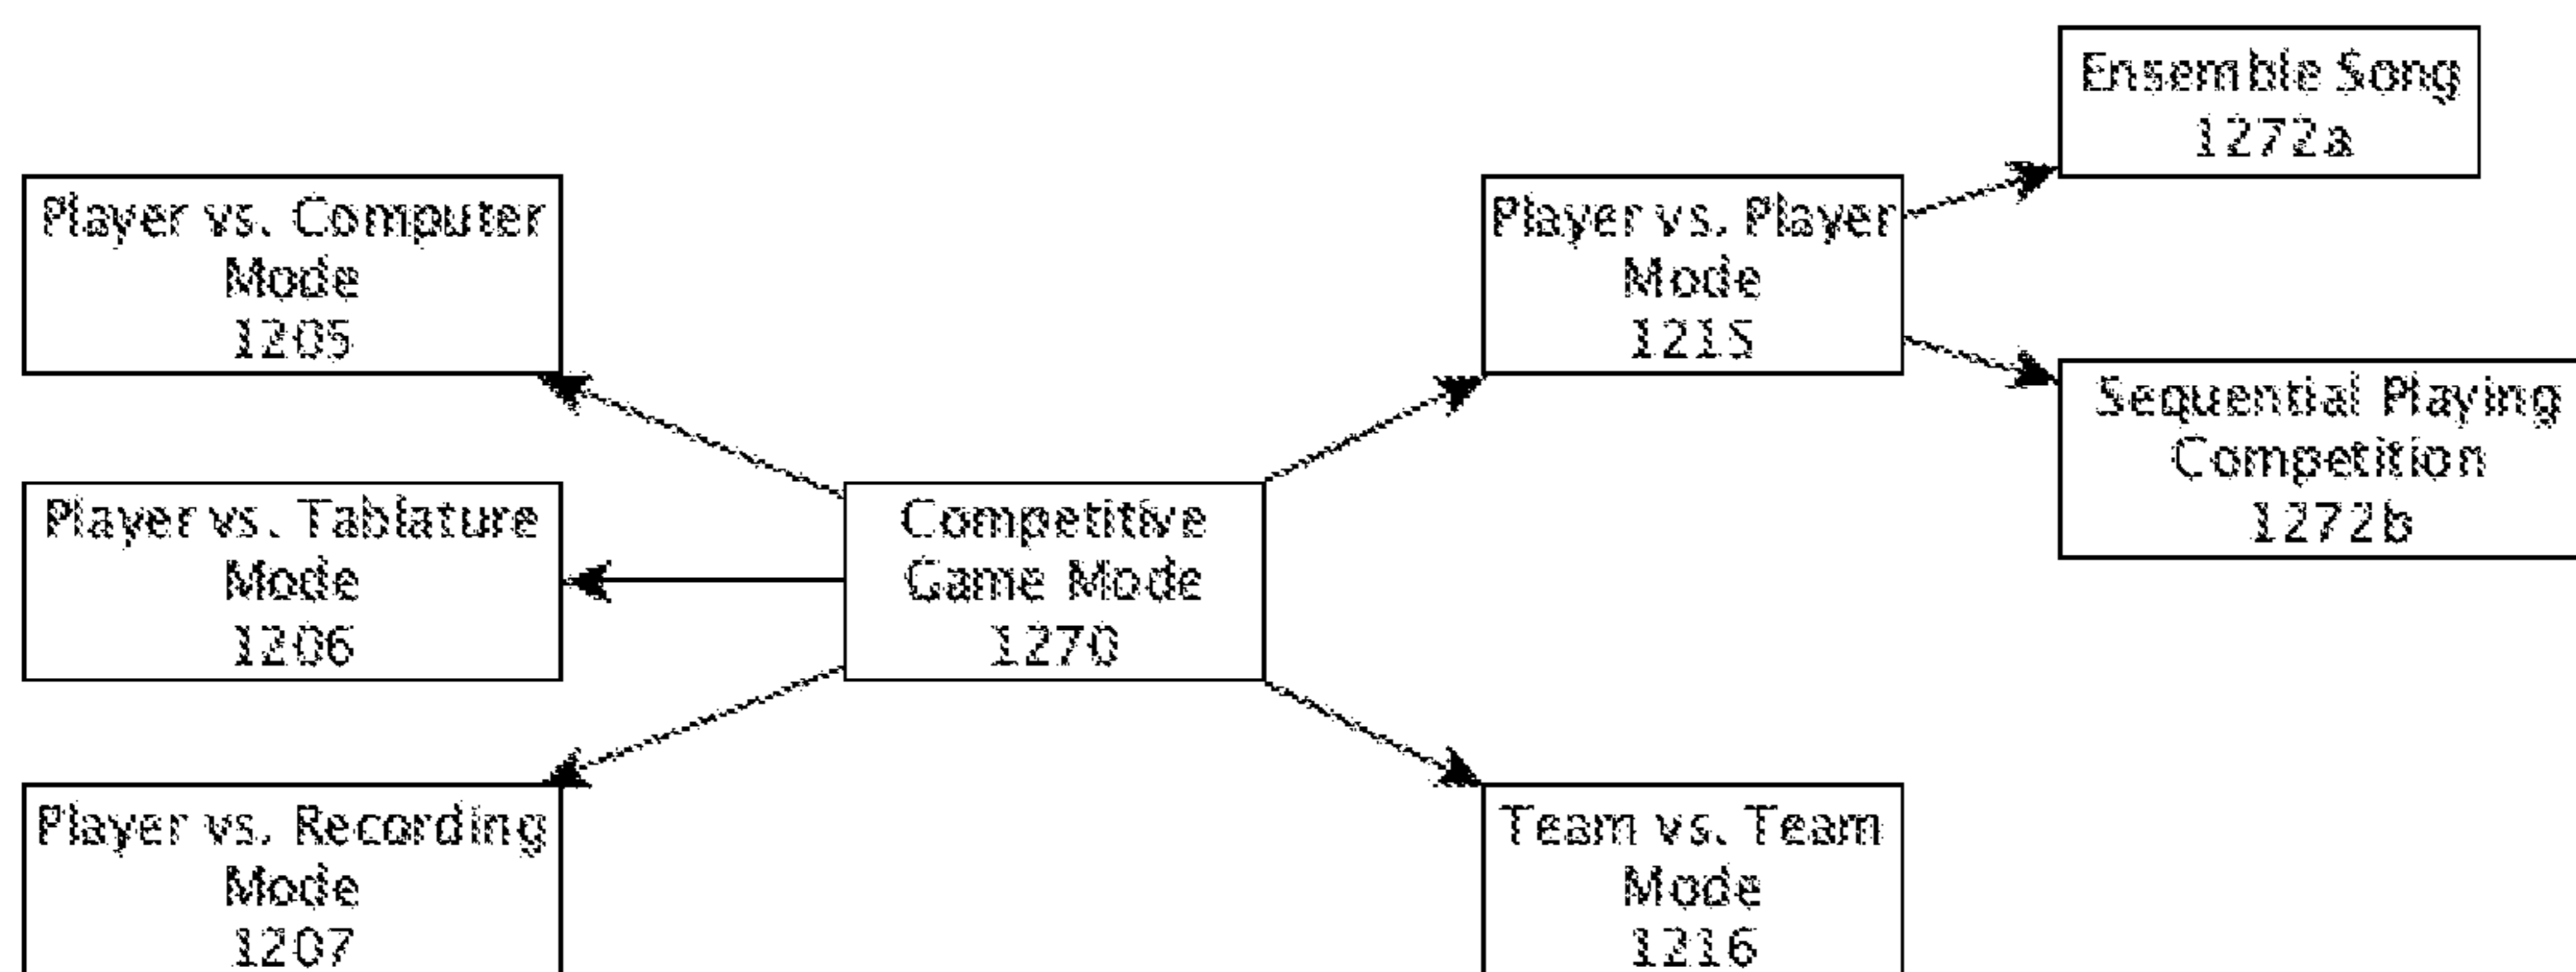 Ensemble Song
1272a
Player vs. Computer
Mode
1205
Player vs. Player
Mode
1215
Sequential Playing
Competition
1272b
Player vs. Tablature
Mode
1206
Competitive
Game Mode
1270
Player vs. Recording
Mode
1207
Team vs. Team
Mode
1216